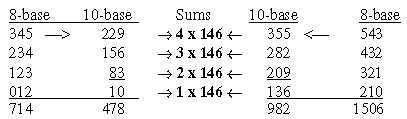 8-base 10-base Sums 10-base 8-base
345 —> 229 → 4 x 146 ← 355 <— 543
234 156 → 3 x 146 ← 282 432
123 83 → 2 x 146 ← 209 321
012 10 → 1 x 146 ← 136 210
714 478 982 1506